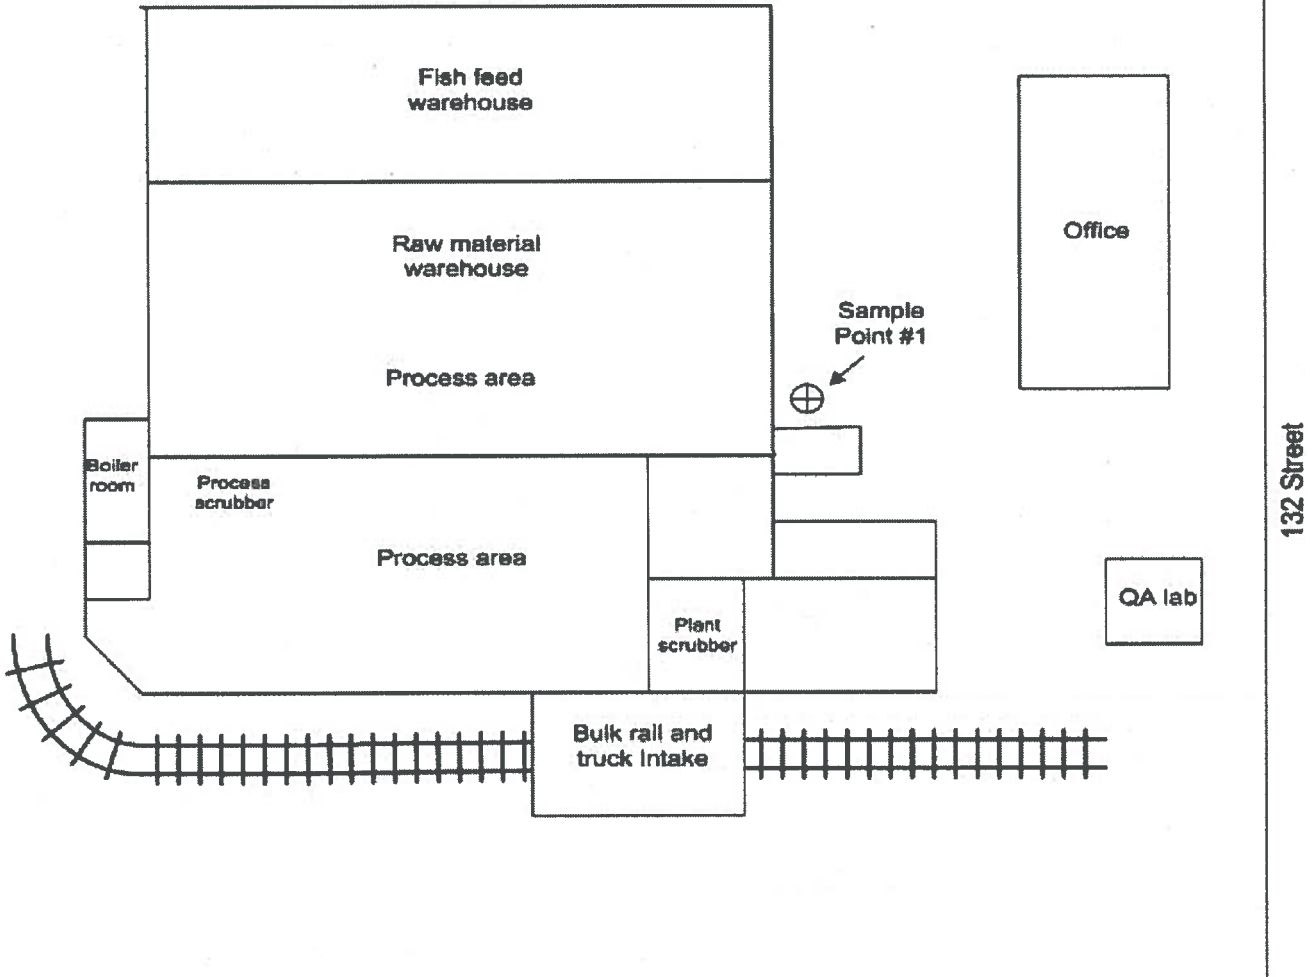 Fish feed
warehouse
Raw material
warehouse
Office
Sample
Point #1
Process area
Boiler
room
Process
scrubber
132 Street
Process area
QA lab
Plant
scrubber
Bulk rail and
truck Intake